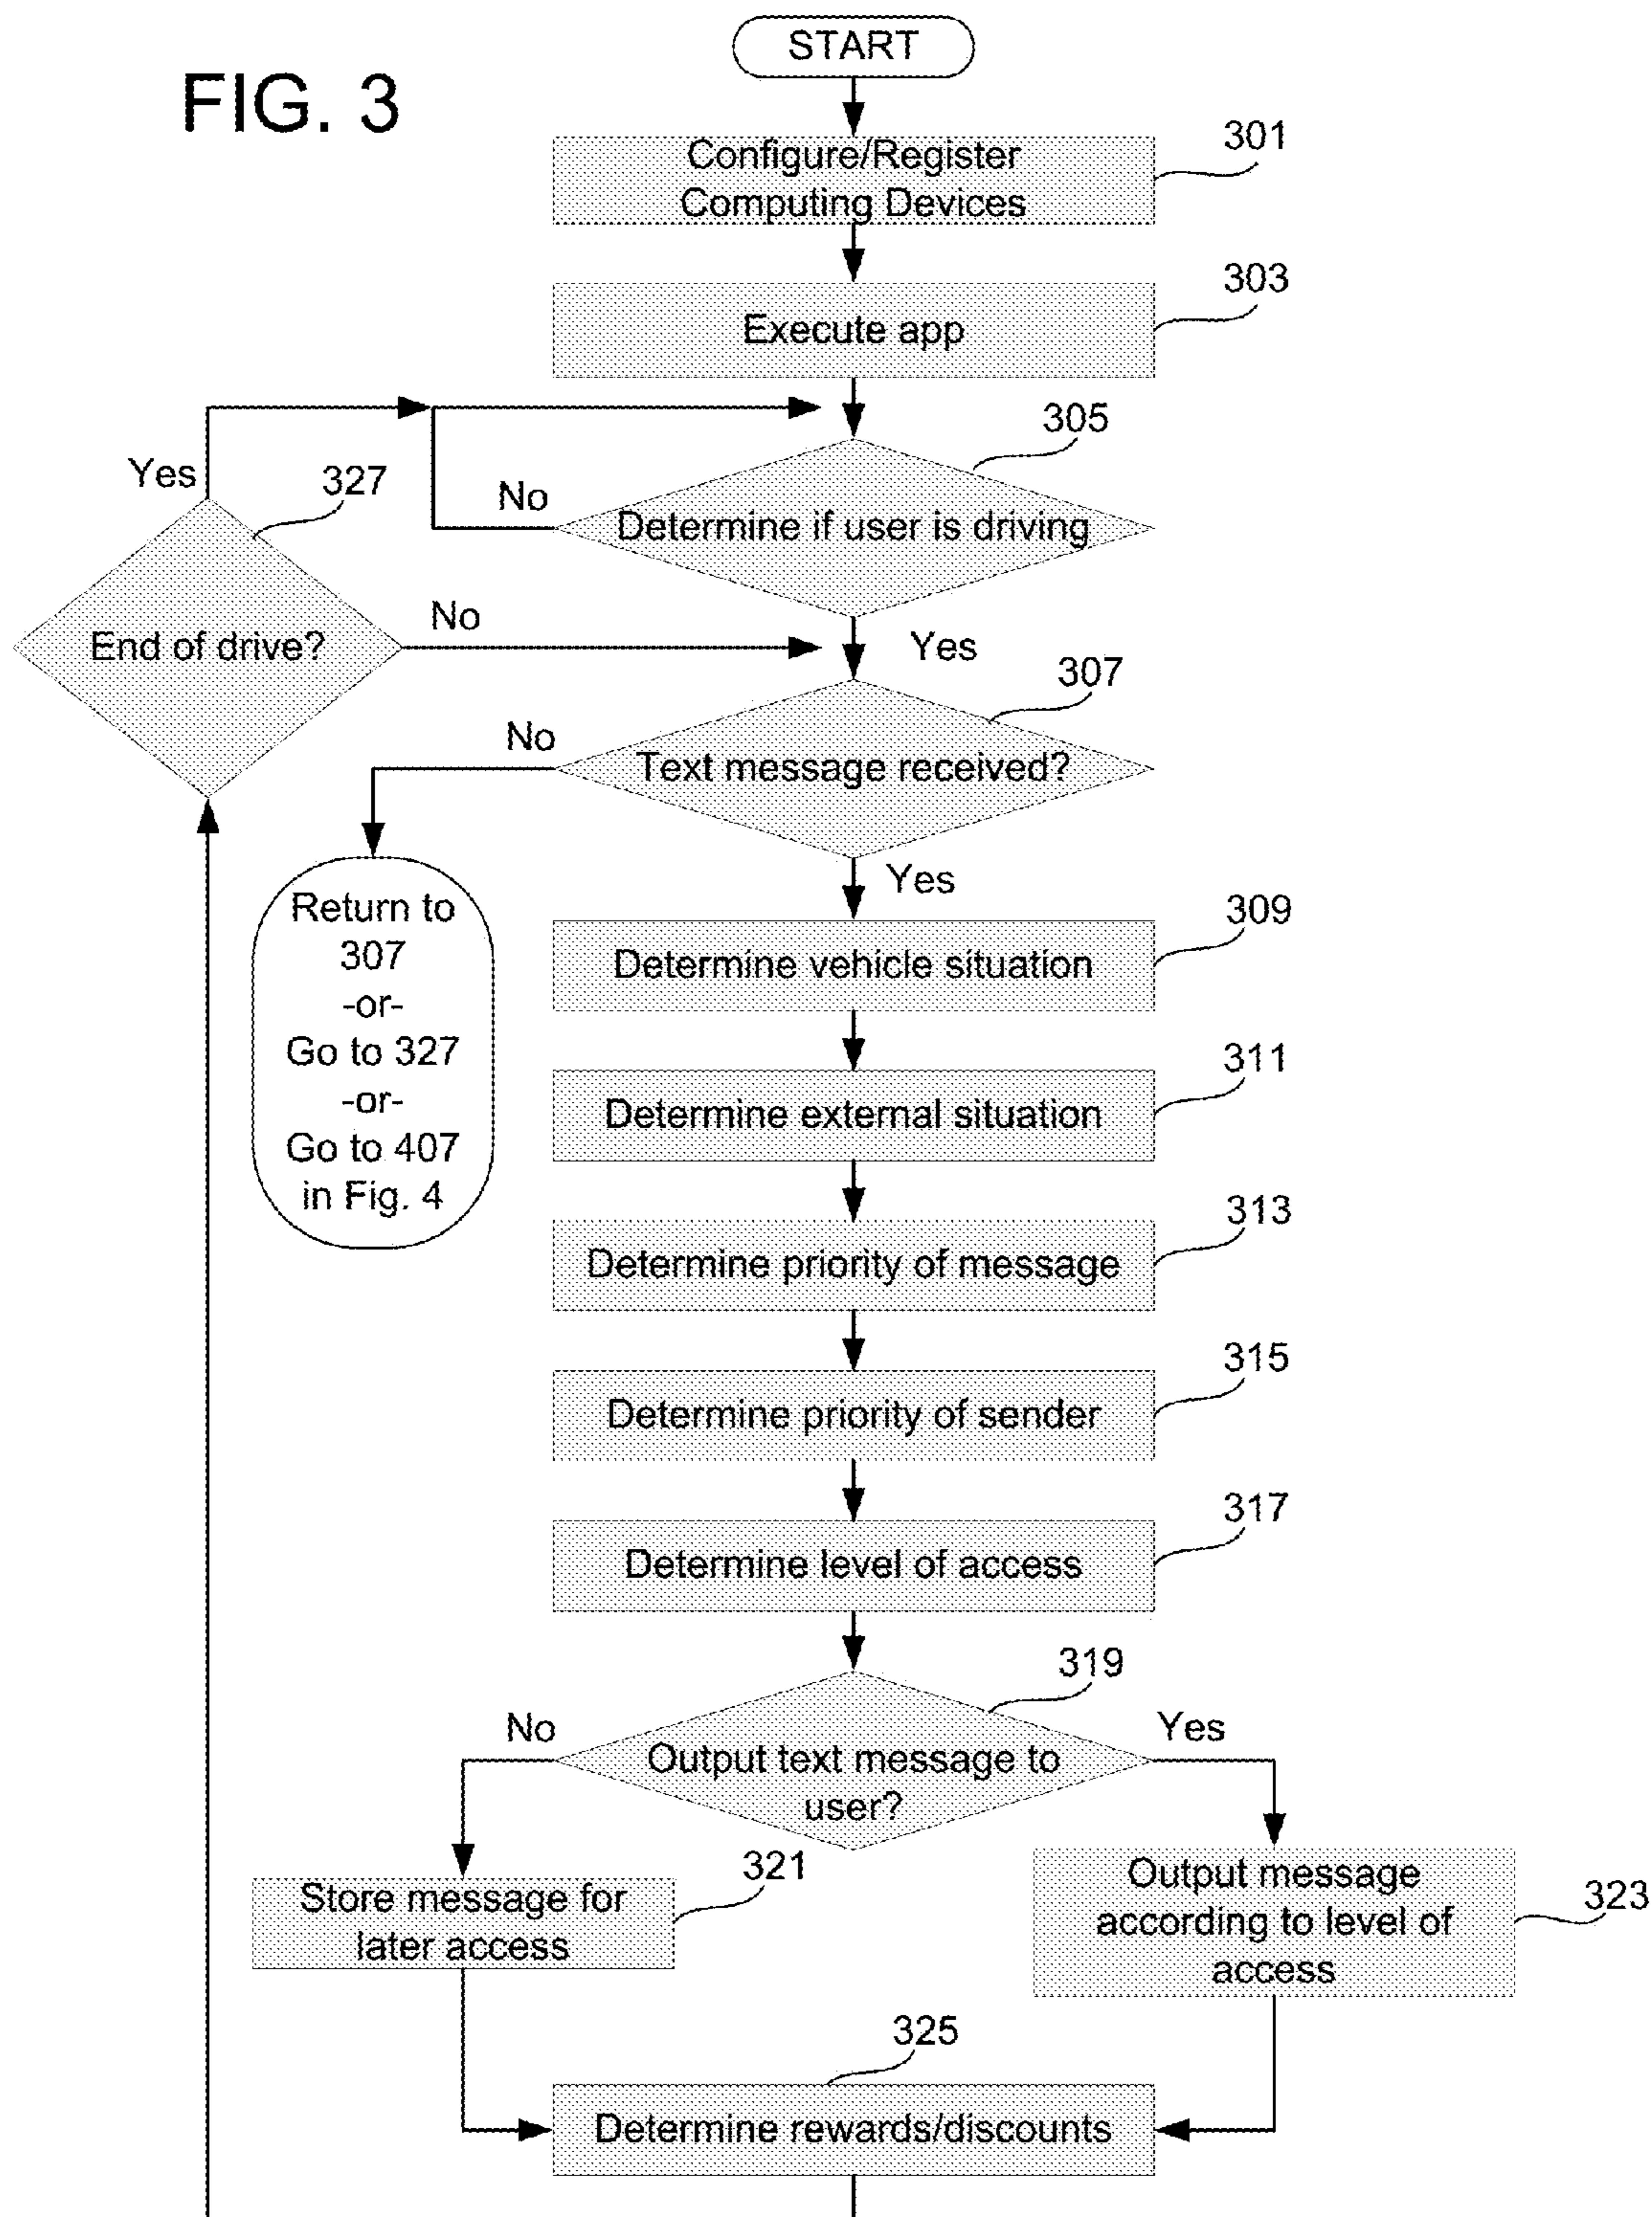 FIG. 3
START
Configure/Register
Computing Devices
301
Execute app
303
Determine if user is driving
305
No
Yes
End of drive?
327
Yes
No
Text message received?
307
No
Yes
Return to
307
-or-
Go to 327
-or-
Go to 407
in Fig. 4
Determine vehicle situation
309
Determine external situation
311
Determine priority of message
313
Determine priority of sender
315
Determine level of access
317
Output text message to
user?
319
No
Yes
Store message for
later access
321
Output message
according to level of
access
323
Determine rewards/discounts
325